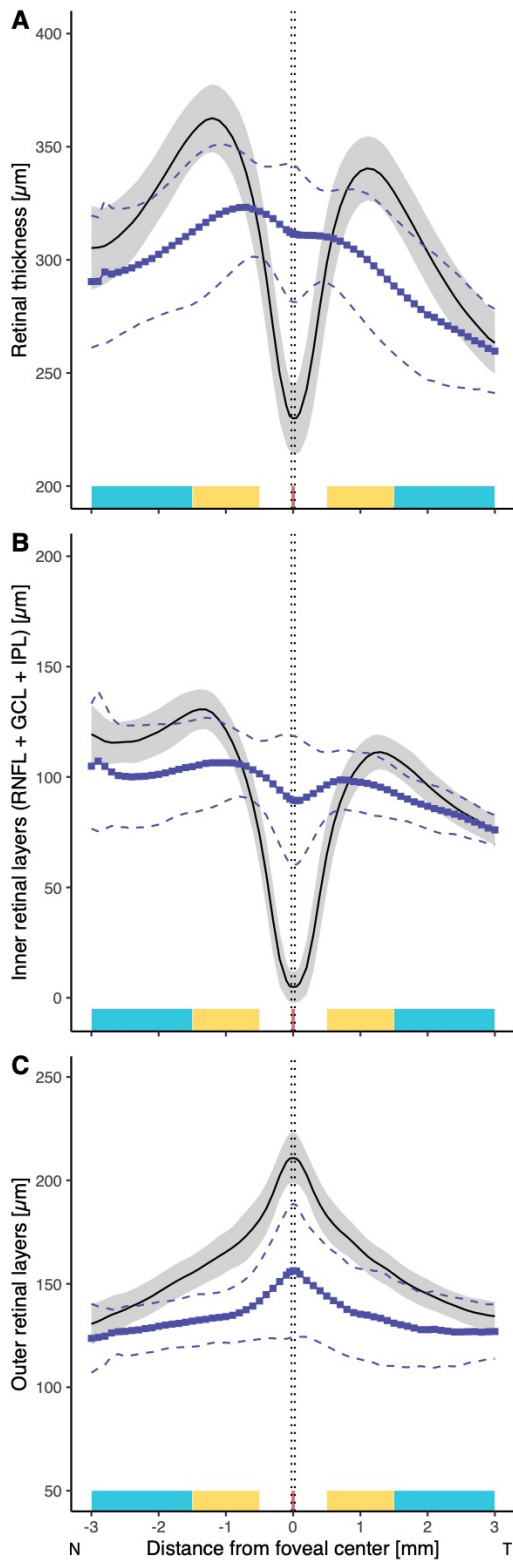 A
400
350
300
250
200
Retinal thickness [µm]
B
200
150
100
50
0
Inner retinal layers (RNFL + GCL + IPL) [µm]
C
250
200
150
100
50
Outer retinal layers [µm]
-3 -2 -1 0 1 2 3
N Distance from foveal center [mm] T